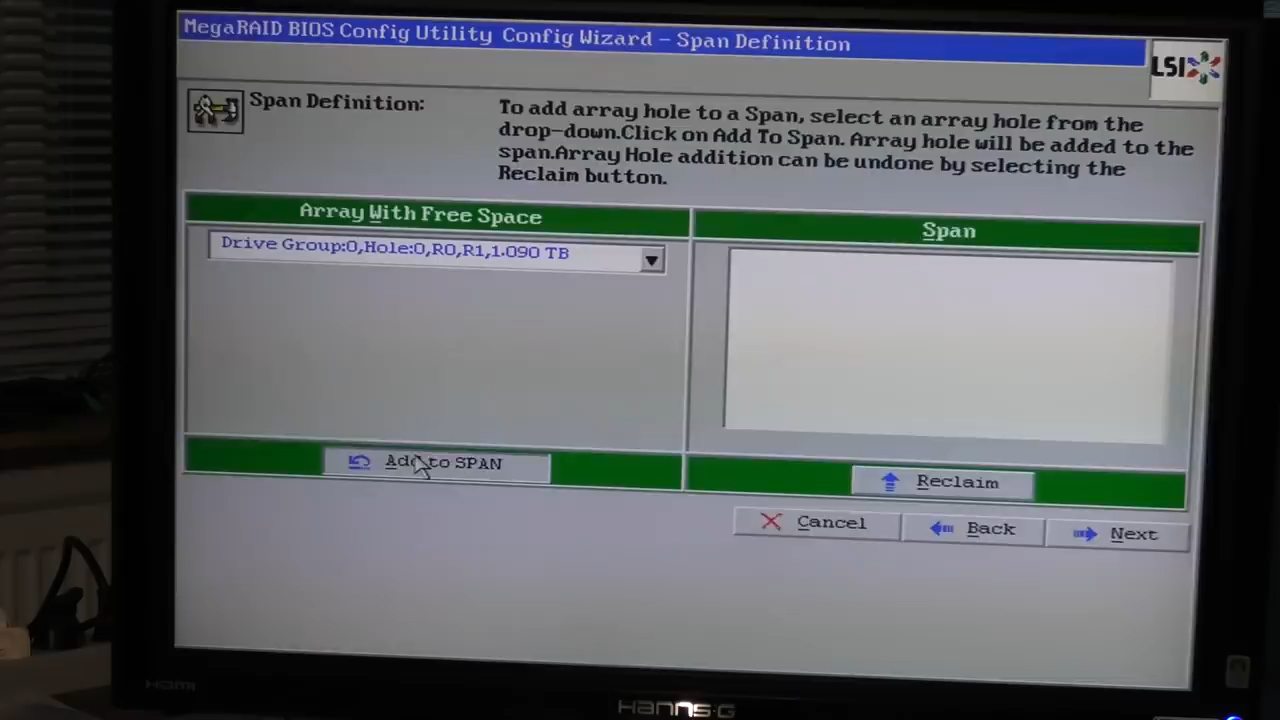 MegaRAID BIOS Config Utility Config Wizard - Span Definition
LSI
Span Definition:
To add array hole to a Span, select an array hole from the
drop-down.Click on Add To Span. Array hole will be added to the
span.Array Hole addition can be undone by selecting the
Reclaim button.
Array With Free Space
Span
Drive Group:0,Hole:0,R0,R1,1.090 TB
Add to SPAN
Reclaim
Cancel
Back
Next
HDMI
HANNS-G